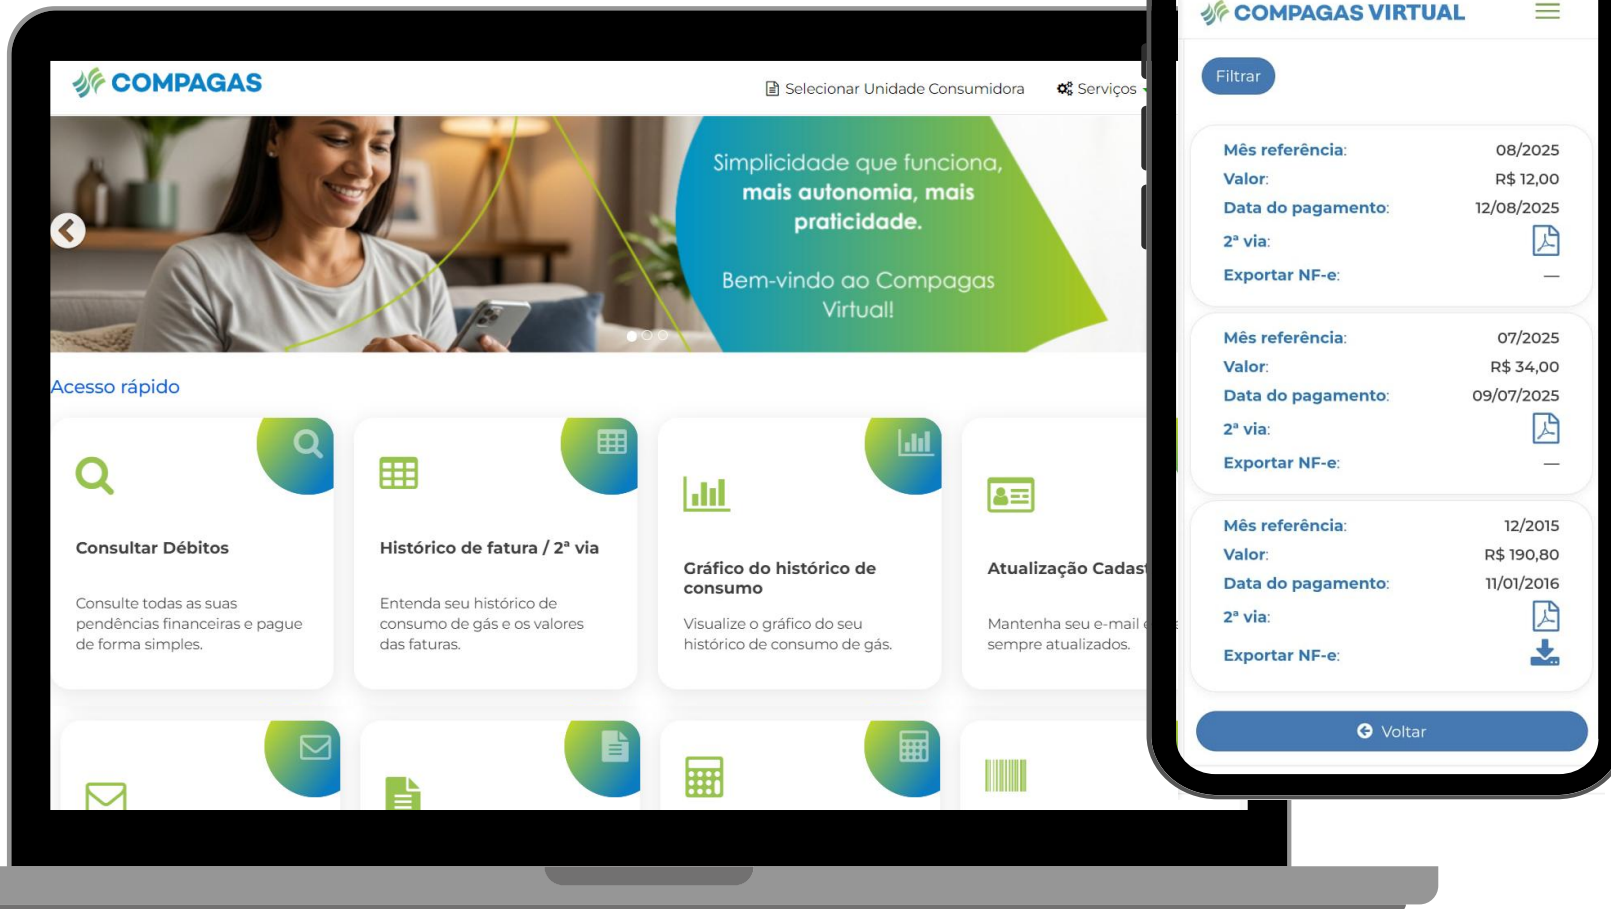 COMPAGAS
Selecionar Unidade Consumidora
Serviços
Simplicidade que funciona,
mais autonomia, mais
praticidade.
Bem-vindo ao Compagas
Virtual!
Acesso rápido
Consultar Débitos
Consulte todas as suas
pendências financeiras e pague
de forma simples.
Histórico de fatura / 2ª via
Entenda seu histórico de
consumo de gás e os valores
das faturas.
Gráfico do histórico de
consumo
Visualize o gráfico do seu
histórico de consumo de gás.
Atualização
Mantenha seu e-mail
sempre atualizados.
COMPAGAS VIRTUAL
Filtrar
Mês referência: 08/2025
Valor: R$ 12,00
Data do pagamento: 12/08/2025
2ª via:
Exportar NF-e: —
Mês referência: 07/2025
Valor: R$ 34,00
Data do pagamento: 09/07/2025
2ª via:
Exportar NF-e: —
Mês referência: 12/2015
Valor: R$ 190,80
Data do pagamento: 11/01/2016
2ª via:
Exportar NF-e:
Voltar